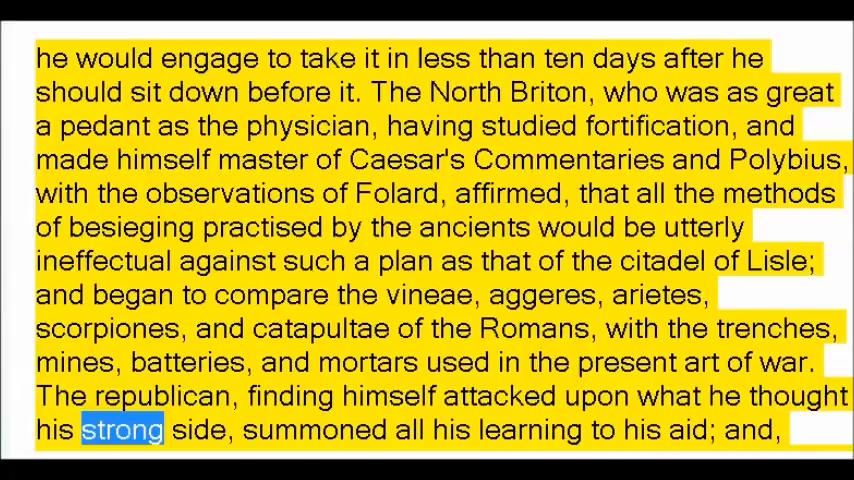 he would engage to take it in less than ten days after he
should sit down before it. The North Briton, who was as great
a pedant as the physician, having studied fortification, and
made himself master of Caesar's Commentaries and Polybius,
with the observations of Folard, affirmed, that all the methods
of besieging practised by the ancients would be utterly
ineffectual against such a plan as that of the citadel of Lisle;
and began to compare the vineae, aggeres, arietes,
scorpiones, and catapultae of the Romans, with the trenches,
mines, batteries, and mortars used in the present art of war.
The republican, finding himself attacked upon what he thought
his strong side, summoned all his learning to his aid; and,